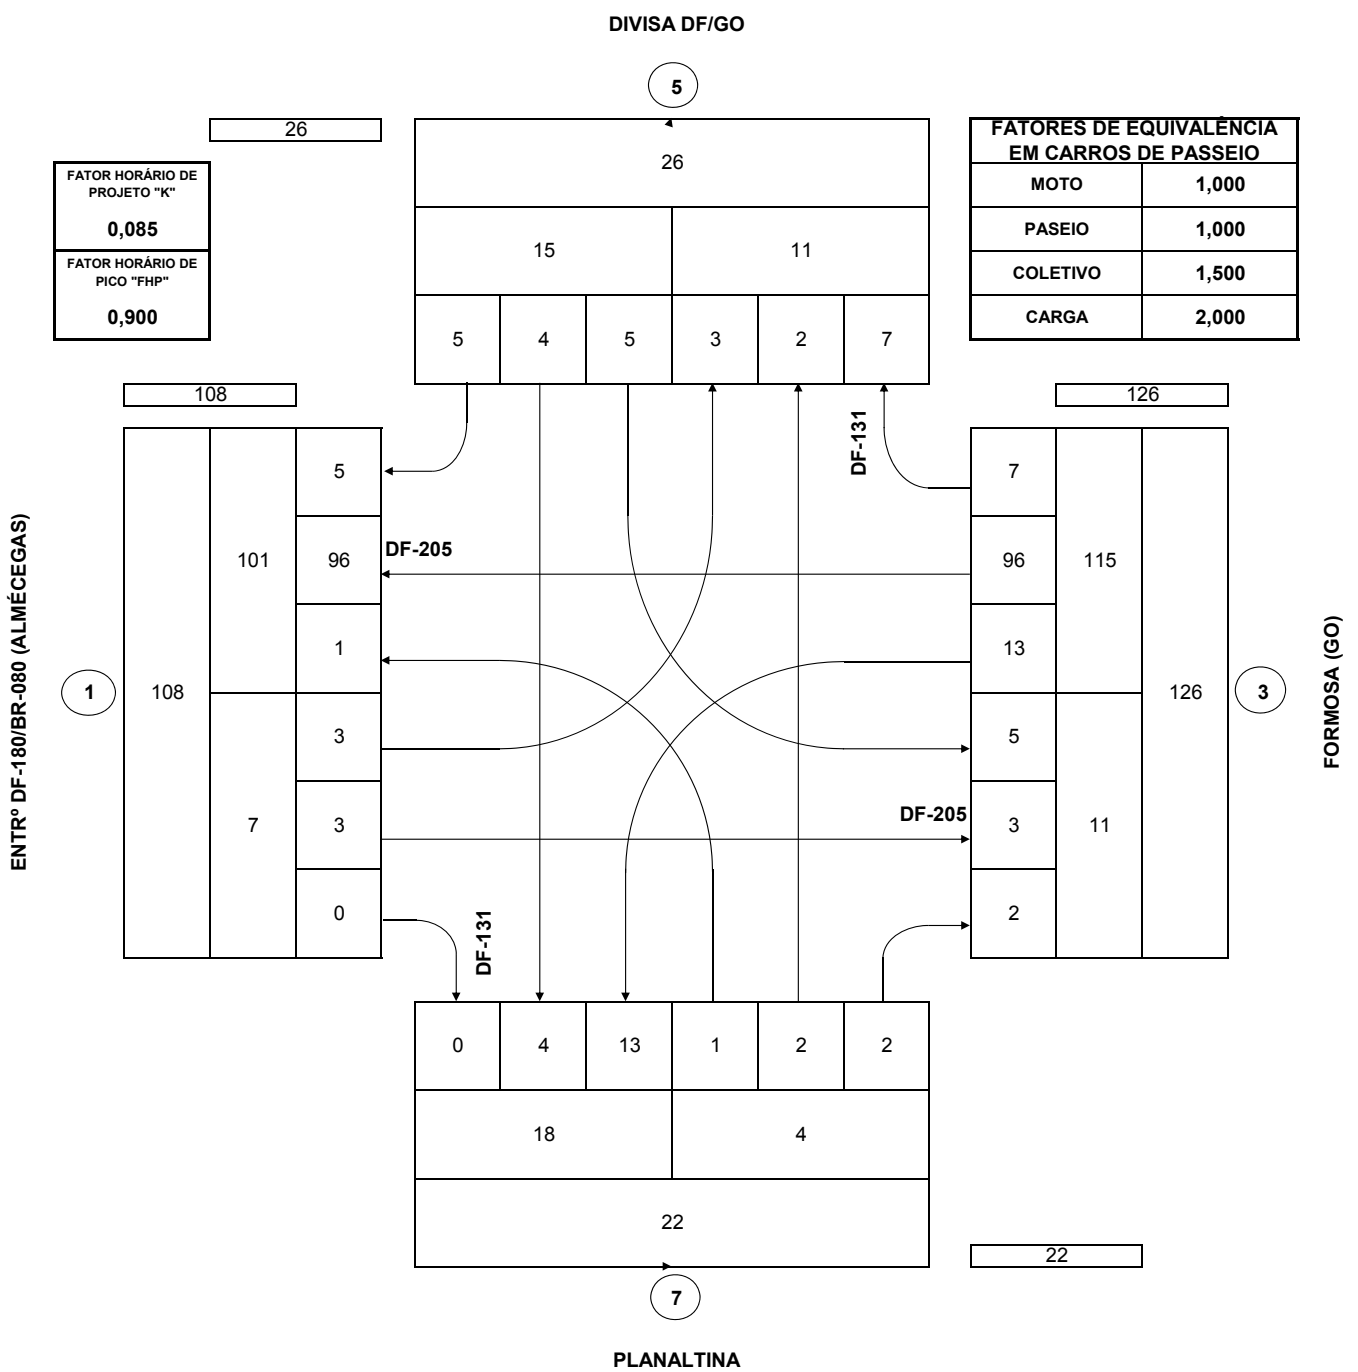 DIVISA DF/GO
5
26
26
FATORES DE EQUIVALÊNCIA
EM CARROS DE PASSEIO
MOTO 1,000
PASEIO 1,000
COLETIVO 1,500
CARGA 2,000
FATOR HORÁRIO DE
PROJETO "K"
0,085
FATOR HORÁRIO DE
PICO "FHP"
0,900
15 11
5 4 5 3 2 7
108
126
DF-131
5
96
1
3
3
0
101
7
108
1
ENTRº DF-180/BR-080 (ALMÉCEGAS)
DF-205
7
96
13
5
3
2
115
11
126
3
FORMOSA (GO)
DF-205
DF-131
0 4 13 1 2 2
18 4
22
22
7
PLANALTINA